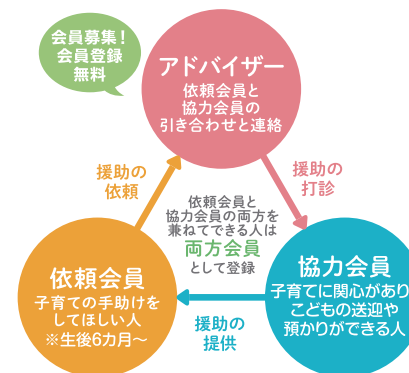 会員募集！
会員登録
無料
アドバイザー
依頼会員と
協力会員の
引き合わせと連絡
援助の
依頼
援助の
打診
依頼会員と
協力会員の両方を
兼ねてできる人は
両方会員
として登録
依頼会員
子育ての手助けを
してほしい人
※生後6カ月～
協力会員
子育てに関心があり
こどもの送迎や
預かりができる人
援助の
提供